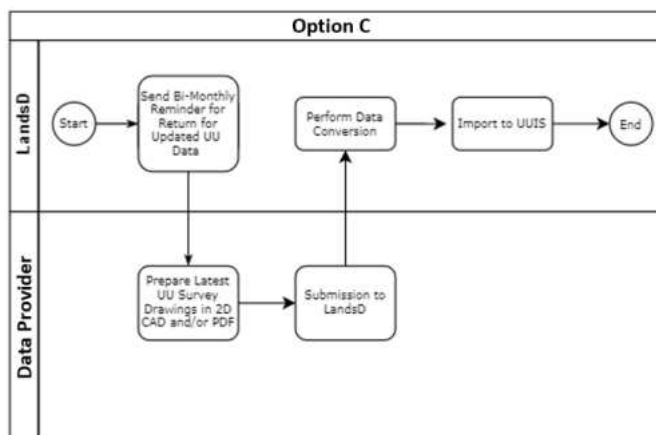 Option C
LandsD
Start
Send Bi-Monthly
Reminder for
Return for
Updated UU
Data
Perform Data
Conversion
Import to UUIS
End
Data Provider
Prepare Latest
UU Survey
Drawings in 2D
CAD and/or PDF
Submission to
LandsD